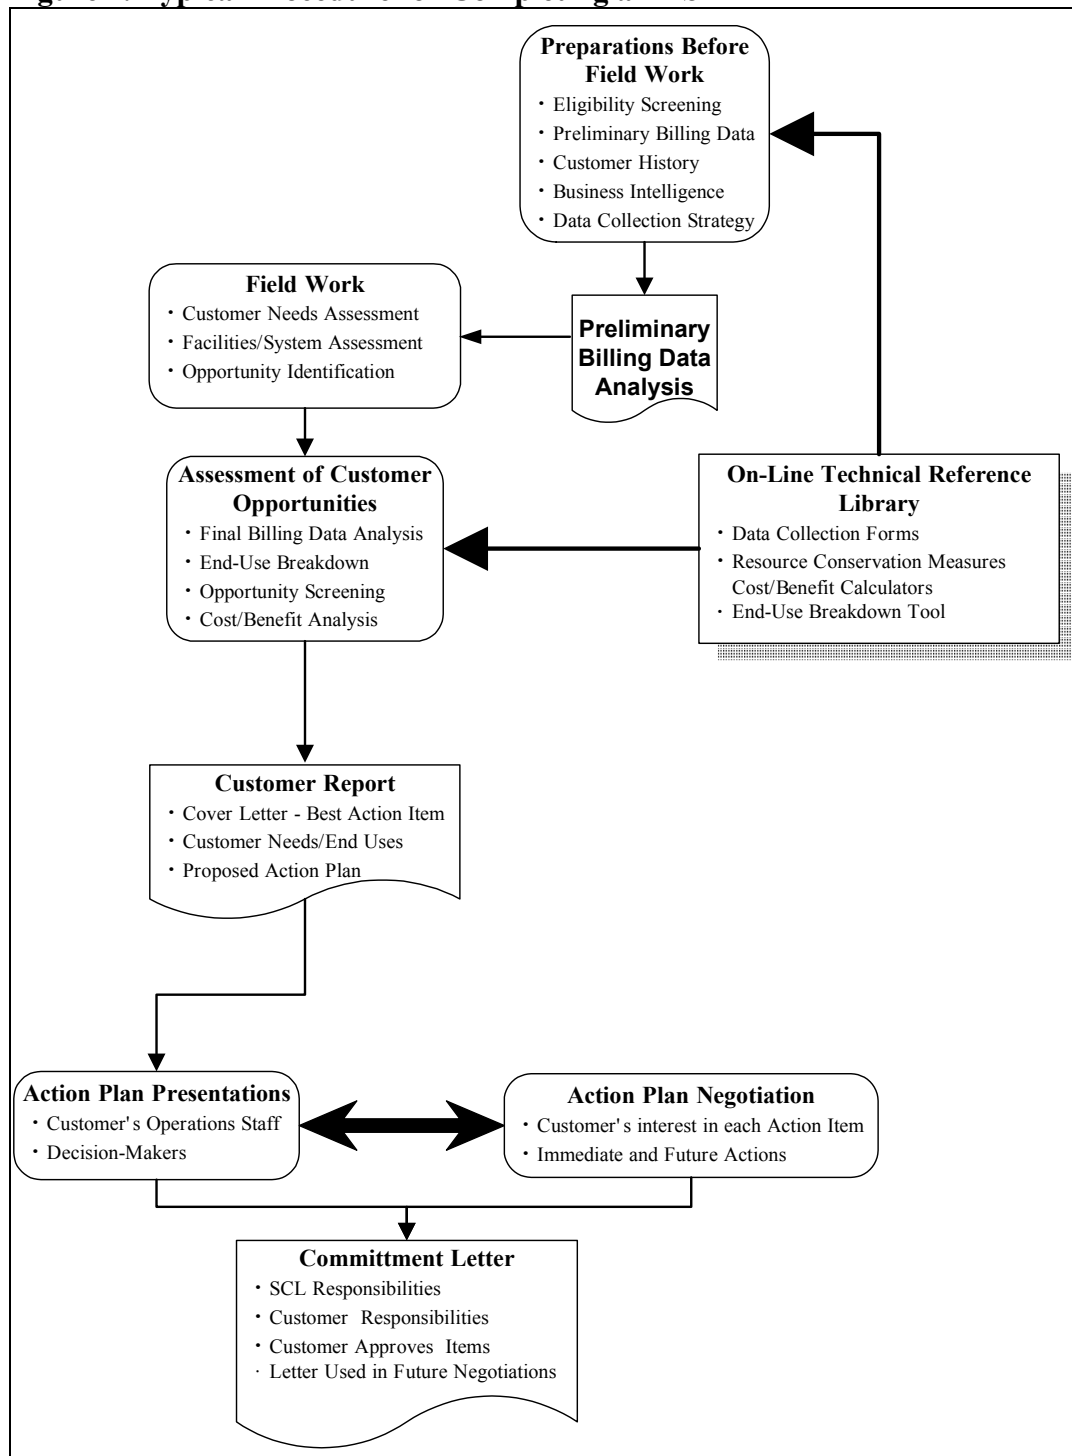 Preparations Before
Field Work
· Eligibility Screening
· Preliminary Billing Data
· Customer History
· Business Intelligence
· Data Collection Strategy
Field Work
· Customer Needs Assessment
· Facilities/System Assessment
· Opportunity Identification
Preliminary
Billing Data
Analysis
Assessment of Customer
Opportunities
· Final Billing Data Analysis
· End-Use Breakdown
· Opportunity Screening
· Cost/Benefit Analysis
On-Line Technical Reference
Library
· Data Collection Forms
· Resource Conservation Measures
Cost/Benefit Calculators
· End-Use Breakdown Tool
Customer Report
· Cover Letter - Best Action Item
· Customer Needs/End Uses
· Proposed Action Plan
Action Plan Presentations
· Customer's Operations Staff
· Decision-Makers
Action Plan Negotiation
· Customer's interest in each Action Item
· Immediate and Future Actions
Committment Letter
· SCL Responsibilities
· Customer Responsibilities
· Customer Approves Items
· Letter Used in Future Negotiations